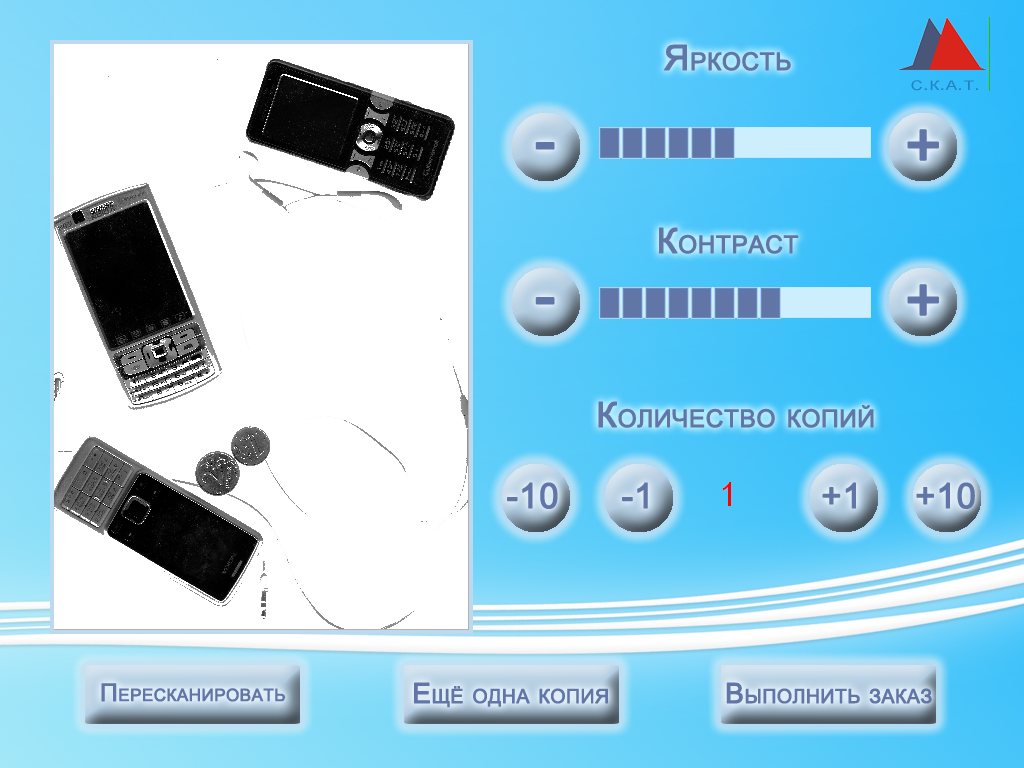 Яркость
С.К.А.Т.
-
+
Контраст
-
+
Количество копий
-10
-1
1
+1
+10
Пересканировать
Ещё одна копия
Выполнить заказ